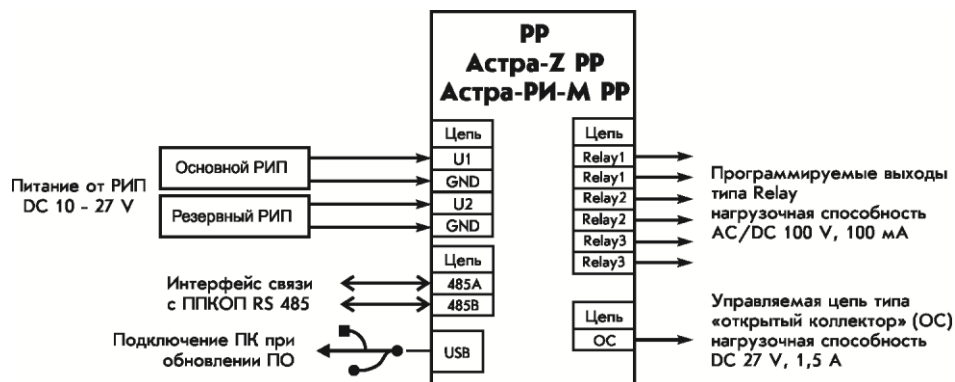 РР
Астра-Z РР
Астра-РИ-М РР
Питание от РИП
DC 10 – 27 V
Основной РИП
Резервный РИП
Цепь
U1
GND
U2
GND
Интерфейс связи
с ППКОП RS 485
Цепь
485A
485B
Подключение ПК при
обновлении ПО
USB
Цепь
Relay1
Relay1
Relay2
Relay2
Relay3
Relay3
Программируемые выходы
типа Relay
нагрузочная способность
AC/DC 100 V, 100 мА
Цепь
OC
Управляемая цепь типа
«открытый коллектор» (ОС)
нагрузочная способность
DC 27 V, 1,5 А